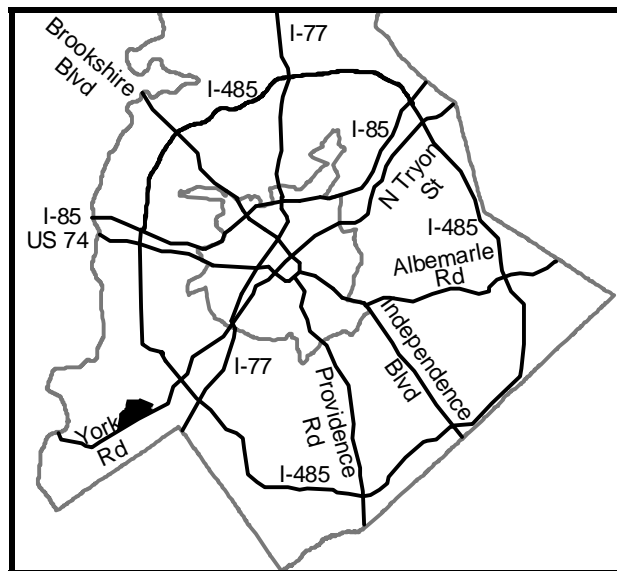 I-77
Brookshire
Blvd
I-485
I-85
N Tryon
St
I-85
US 74
I-485
Albemarle
Rd
Independence
Blvd
I-77
Providence
Rd
York
Rd
I-485